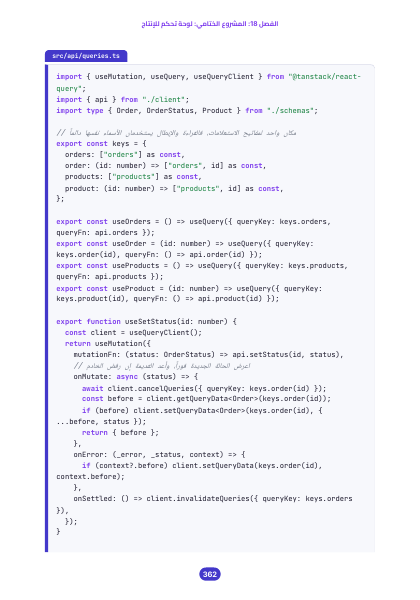 الفصل 18: المشروع الختامي: لوحة تحكم للإنتاج
src/api/queries.ts
import { useMutation, useQuery, useQueryClient } from "@tanstack/react-
query";
import { api } from "./client";
import type { Order, OrderStatus, Product } from "./schemas";
// مكان واحد لمفاتيح الاستعلامات، فالقراءة والإبطال يستخدمان الأسماء نفسها دائماً
export const keys = {
orders: ["orders"] as const,
order: (id: number) => ["orders", id] as const,
products: ["products"] as const,
product: (id: number) => ["products", id] as const,
};
export const useOrders = () => useQuery({ queryKey: keys.orders,
queryFn: api.orders });
export const useOrder = (id: number) => useQuery({ queryKey:
keys.order(id), queryFn: () => api.order(id) });
export const useProducts = () => useQuery({ queryKey: keys.products,
queryFn: api.products });
export const useProduct = (id: number) => useQuery({ queryKey:
keys.product(id), queryFn: () => api.product(id) });
export function useSetStatus(id: number) {
const client = useQueryClient();
return useMutation({
mutationFn: (status: OrderStatus) => api.setStatus(id, status),
// اعرض الحالة الجديدة فوراً، وأعد القديمة إن رفض الخادم
onMutate: async (status) => {
await client.cancelQueries({ queryKey: keys.order(id) });
const before = client.getQueryData<Order>(keys.order(id));
if (before) client.setQueryData<Order>(keys.order(id), {
...before, status });
return { before };
},
onError: (_error, _status, context) => {
if (context?.before) client.setQueryData(keys.order(id),
context.before);
},
onSettled: () => client.invalidateQueries({ queryKey: keys.orders
}),
});
}
362